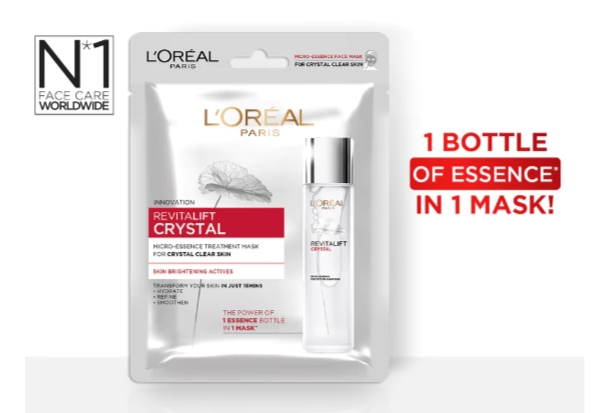 N*1
FACE CARE
WORLDWIDE
L'ORÉAL
PARIS
MICRO-ESSENCE FACE MASK
FOR CRYSTAL CLEAR SKIN
L'ORÉAL
PARIS
INNOVATION
REVITALIFT
CRYSTAL
MICRO-ESSENCE TREATMENT MASK
FOR CRYSTAL CLEAR SKIN
SKIN BRIGHTENING ACTIVES
TRANSFORM YOUR SKIN IN JUST 15MINS
• HYDRATE
• REFINE
• SMOOTHEN
THE POWER OF
1 ESSENCE BOTTLE
IN 1 MASK*
L'ORÉAL
PARIS
REVITALIFT
CRYSTAL
1 BOTTLE
OF ESSENCE*
IN 1 MASK!